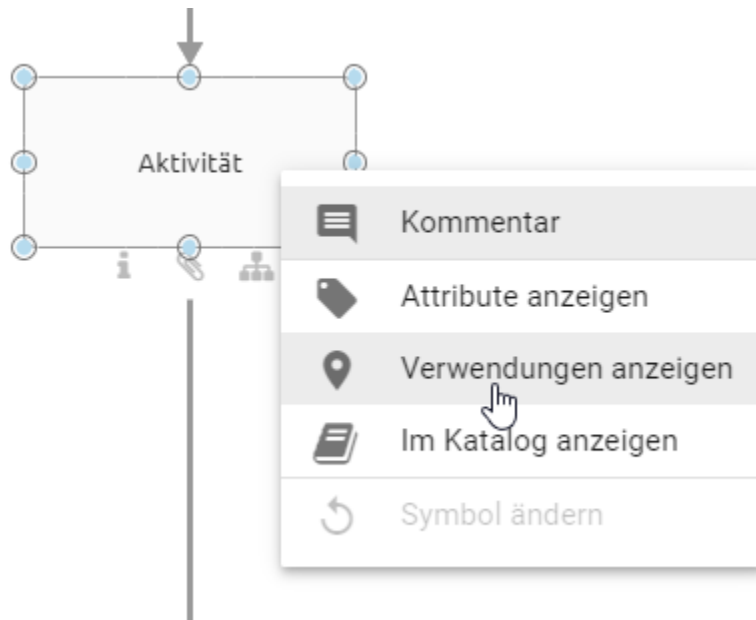 Aktivität
Kommentar
Attribute anzeigen
Verwendungen anzeigen
Im Katalog anzeigen
Symbol ändern